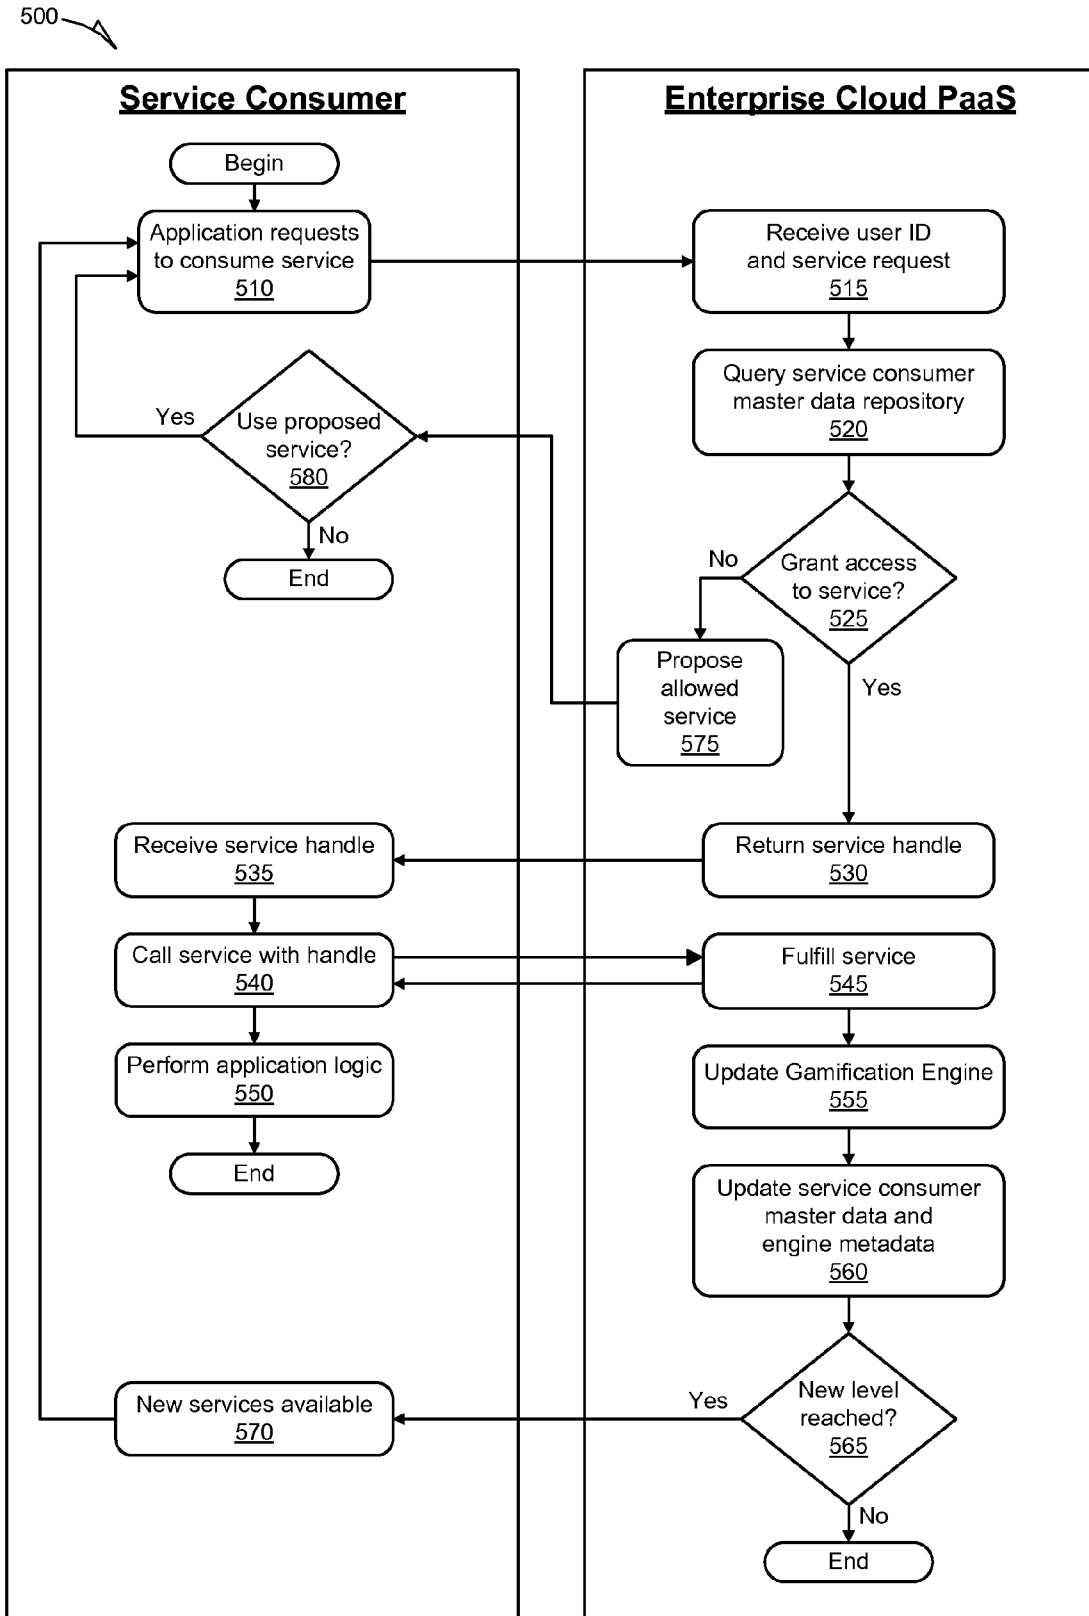 500
Service Consumer
Begin
Application requests
to consume service
510
Use proposed
service?
580
Yes
No
End
Receive service handle
535
Call service with handle
540
Perform application logic
550
End
New services available
570
Enterprise Cloud PaaS
Receive user ID
and service request
515
Query service consumer
master data repository
520
Grant access
to service?
525
No
Yes
Propose
allowed
service
575
Return service handle
530
Fulfill service
545
Update Gamification Engine
555
Update service consumer
master data and
engine metadata
560
New level
reached?
565
Yes
No
End